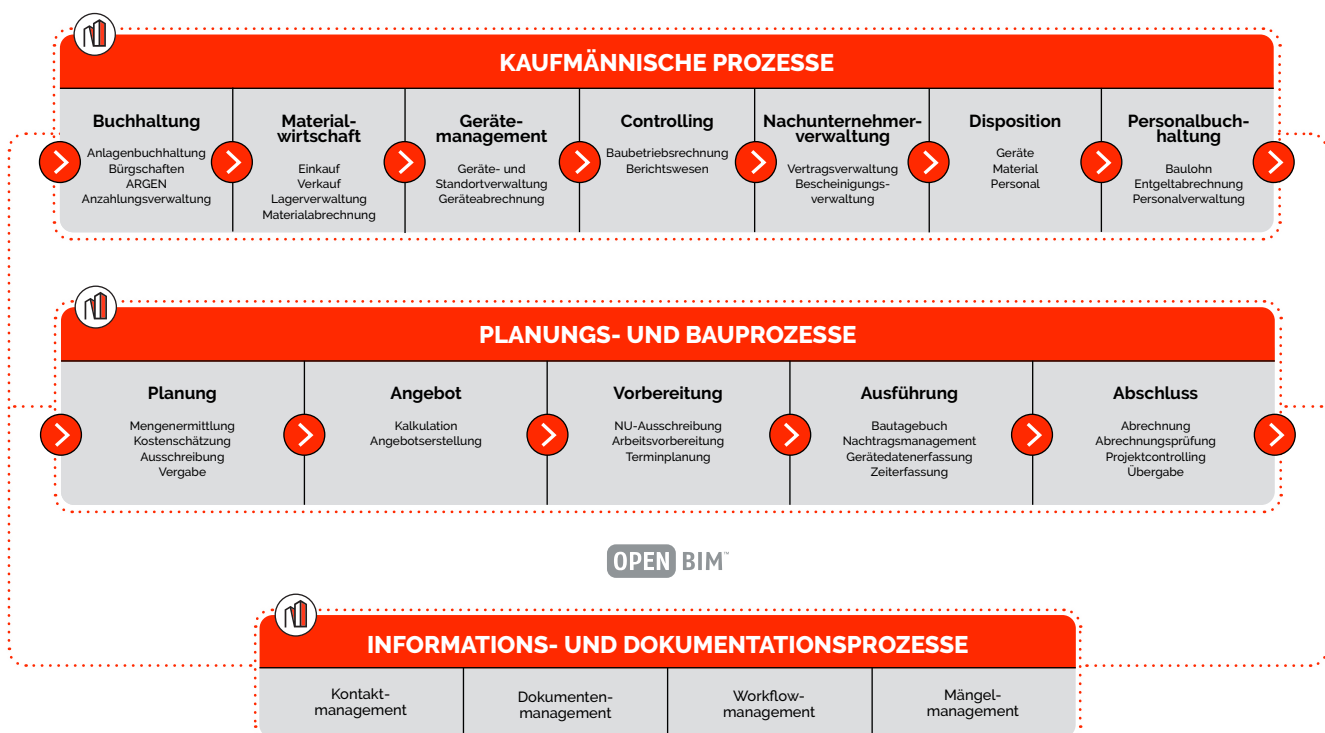 KAUFMÄNNISCHE PROZESSE
Buchhaltung
Anlagenbuchhaltung
Bürgschaften
ARGEN
Anzahlungsverwaltung
Material-
wirtschaft
Einkauf
Verkauf
Lagerverwaltung
Materialabrechnung
Geräte-
management
Geräte- und
Standortverwaltung
Geräteabrechnung
Controlling
Baubetriebsrechnung
Berichtswesen
Nachunternehmer-
verwaltung
Vertragsverwaltung
Bescheinigungs-
verwaltung
Disposition
Geräte
Material
Personal
Personalbuch-
haltung
Baulohn
Entgeltabrechnung
Personalverwaltung
PLANUNGS- UND BAUPROZESSE
Planung
Mengenermittlung
Kostenschätzung
Ausschreibung
Vergabe
Angebot
Kalkulation
Angebotserstellung
Vorbereitung
NU-Ausschreibung
Arbeitsvorbereitung
Terminplanung
Ausführung
Bautagebuch
Nachtragsmanagement
Gerätedatenerfassung
Zeiterfassung
Abschluss
Abrechnung
Abrechnungsprüfung
Projektcontrolling
Übergabe
OPEN BIM™
INFORMATIONS- UND DOKUMENTATIONSPROZESSE
Kontakt-
management
Dokumenten-
management
Workflow-
management
Mängel-
management